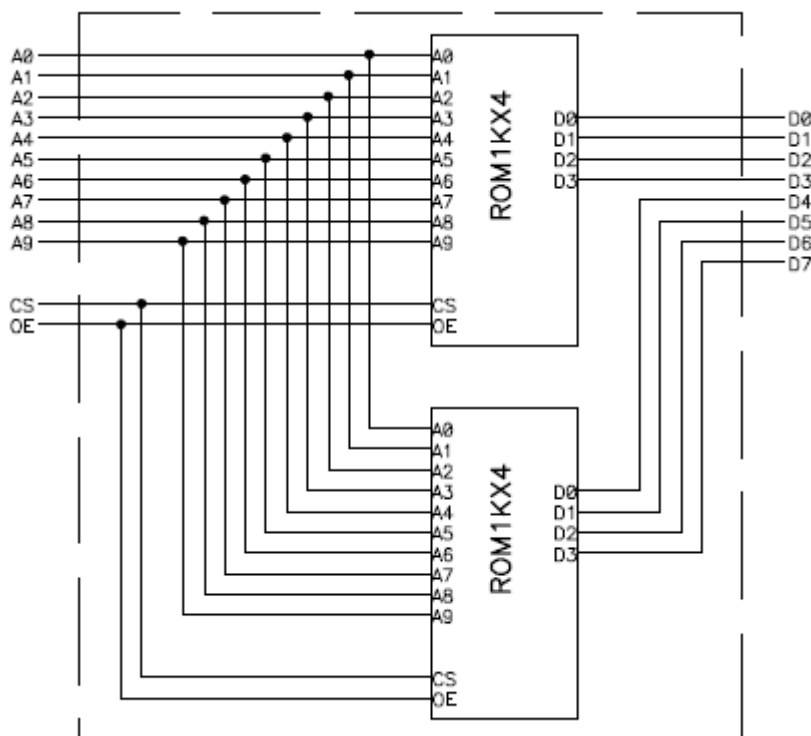 A0 A0
A1 A1
A2 A2
A3 A3 D0 D0
A4 A4 D1 D1
A5 A5 D2 D2
A6 A6 D3 D3
A7 A7 D4
A8 A8 D5
A9 A9 D6
D7
ROM1KX4
CS CS
OE OE
A0
A1
A2
A3 D0
A4 D1
A5 D2
A6 D3
A7
A8
A9
ROM1KX4
CS
OE